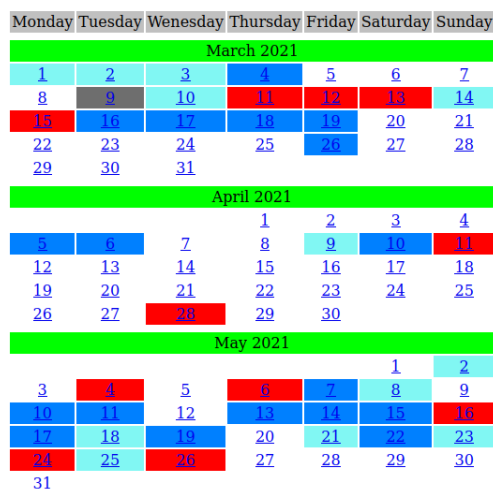 Monday Tuesday Wenesday Thursday Friday Saturday Sunday
March 2021
1 2 3 4 5 6 7
8 9 10 11 12 13 14
15 16 17 18 19 20 21
22 23 24 25 26 27 28
29 30 31
April 2021
1 2 3 4
5 6 7 8 9 10 11
12 13 14 15 16 17 18
19 20 21 22 23 24 25
26 27 28 29 30
May 2021
1 2
3 4 5 6 7 8 9
10 11 12 13 14 15 16
17 18 19 20 21 22 23
24 25 26 27 28 29 30
31